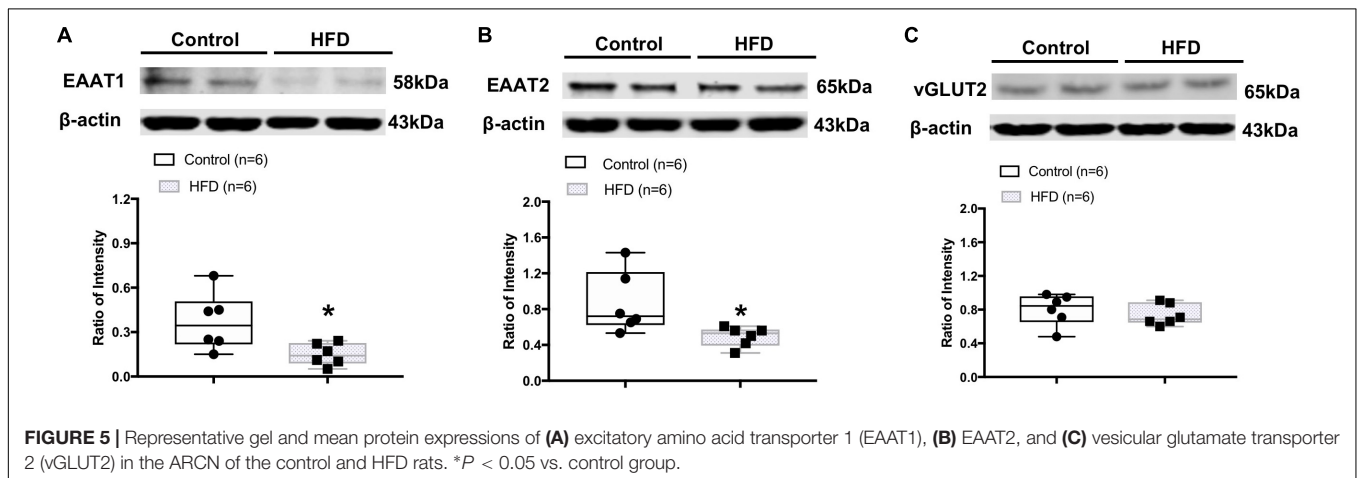 A
Control HFD
EAAT1 58kDa
β-actin 43kDa
Control (n=6)
HFD (n=6)
1.2
0.9
0.6
0.3
0.0
Ratio of Intensity
*
B
Control HFD
EAAT2 65kDa
β-actin 43kDa
Control (n=6)
HFD (n=6)
2.0
1.6
1.2
0.8
0.4
0.0
Ratio of Intensity
*
C
Control HFD
vGLUT2 65kDa
β-actin 43kDa
Control (n=6)
HFD (n=6)
2.0
1.6
1.2
0.8
0.4
0.0
Ratio of Intensity
FIGURE 5 | Representative gel and mean protein expressions of (A) excitatory amino acid transporter 1 (EAAT1), (B) EAAT2, and (C) vesicular glutamate transporter
2 (vGLUT2) in the ARCN of the control and HFD rats. *P < 0.05 vs. control group.